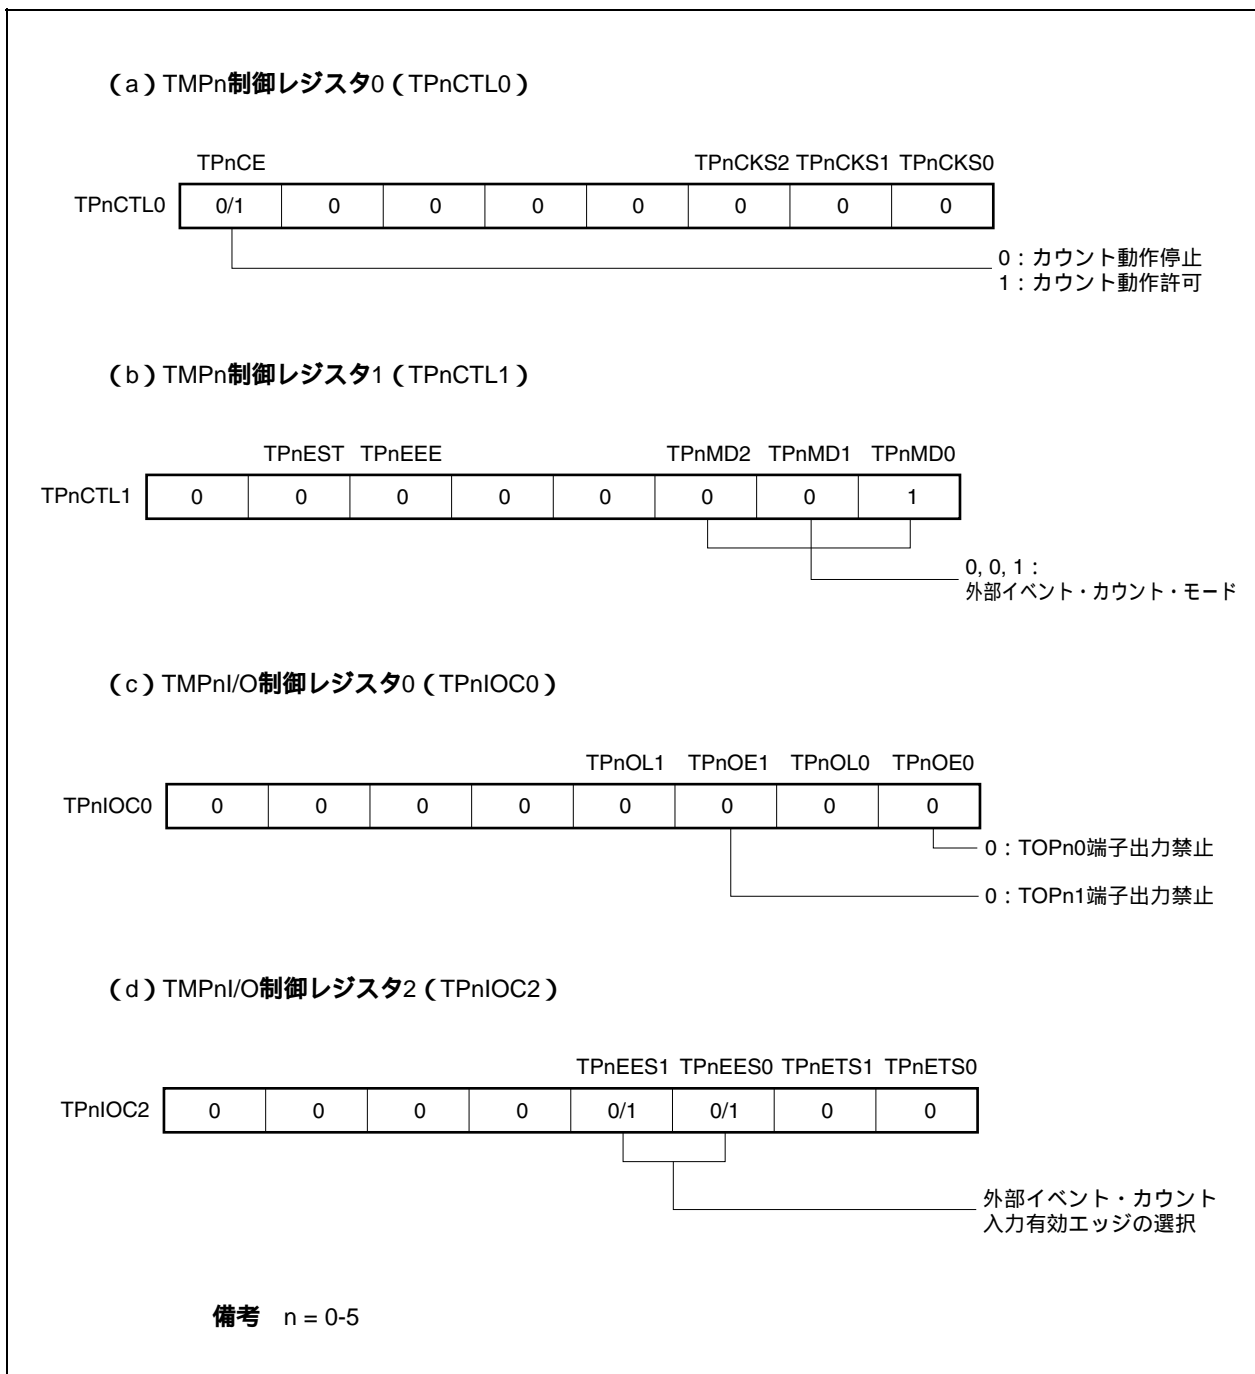 （a）TMPn制御レジスタ0（TPnCTL0）
TPnCE TPnCKS2 TPnCKS1 TPnCKS0
TPnCTL0 0/1 0 0 0 0 0 0 0
0：カウント動作停止
1：カウント動作許可
（b）TMPn制御レジスタ1（TPnCTL1）
TPnEST TPnEEE TPnMD2 TPnMD1 TPnMD0
TPnCTL1 0 0 0 0 0 0 0 1
0, 0, 1：
外部イベント・カウント・モード
（c）TMPnI/O制御レジスタ0（TPnIOC0）
TPnOL1 TPnOE1 TPnOL0 TPnOE0
TPnIOC0 0 0 0 0 0 0 0 0
0：TOPn0端子出力禁止
0：TOPn1端子出力禁止
（d）TMPnI/O制御レジスタ2（TPnIOC2）
TPnEES1 TPnEES0 TPnETS1 TPnETS0
TPnIOC2 0 0 0 0 0/1 0/1 0 0
外部イベント・カウント
入力有効エッジの選択
備考 n = 0-5